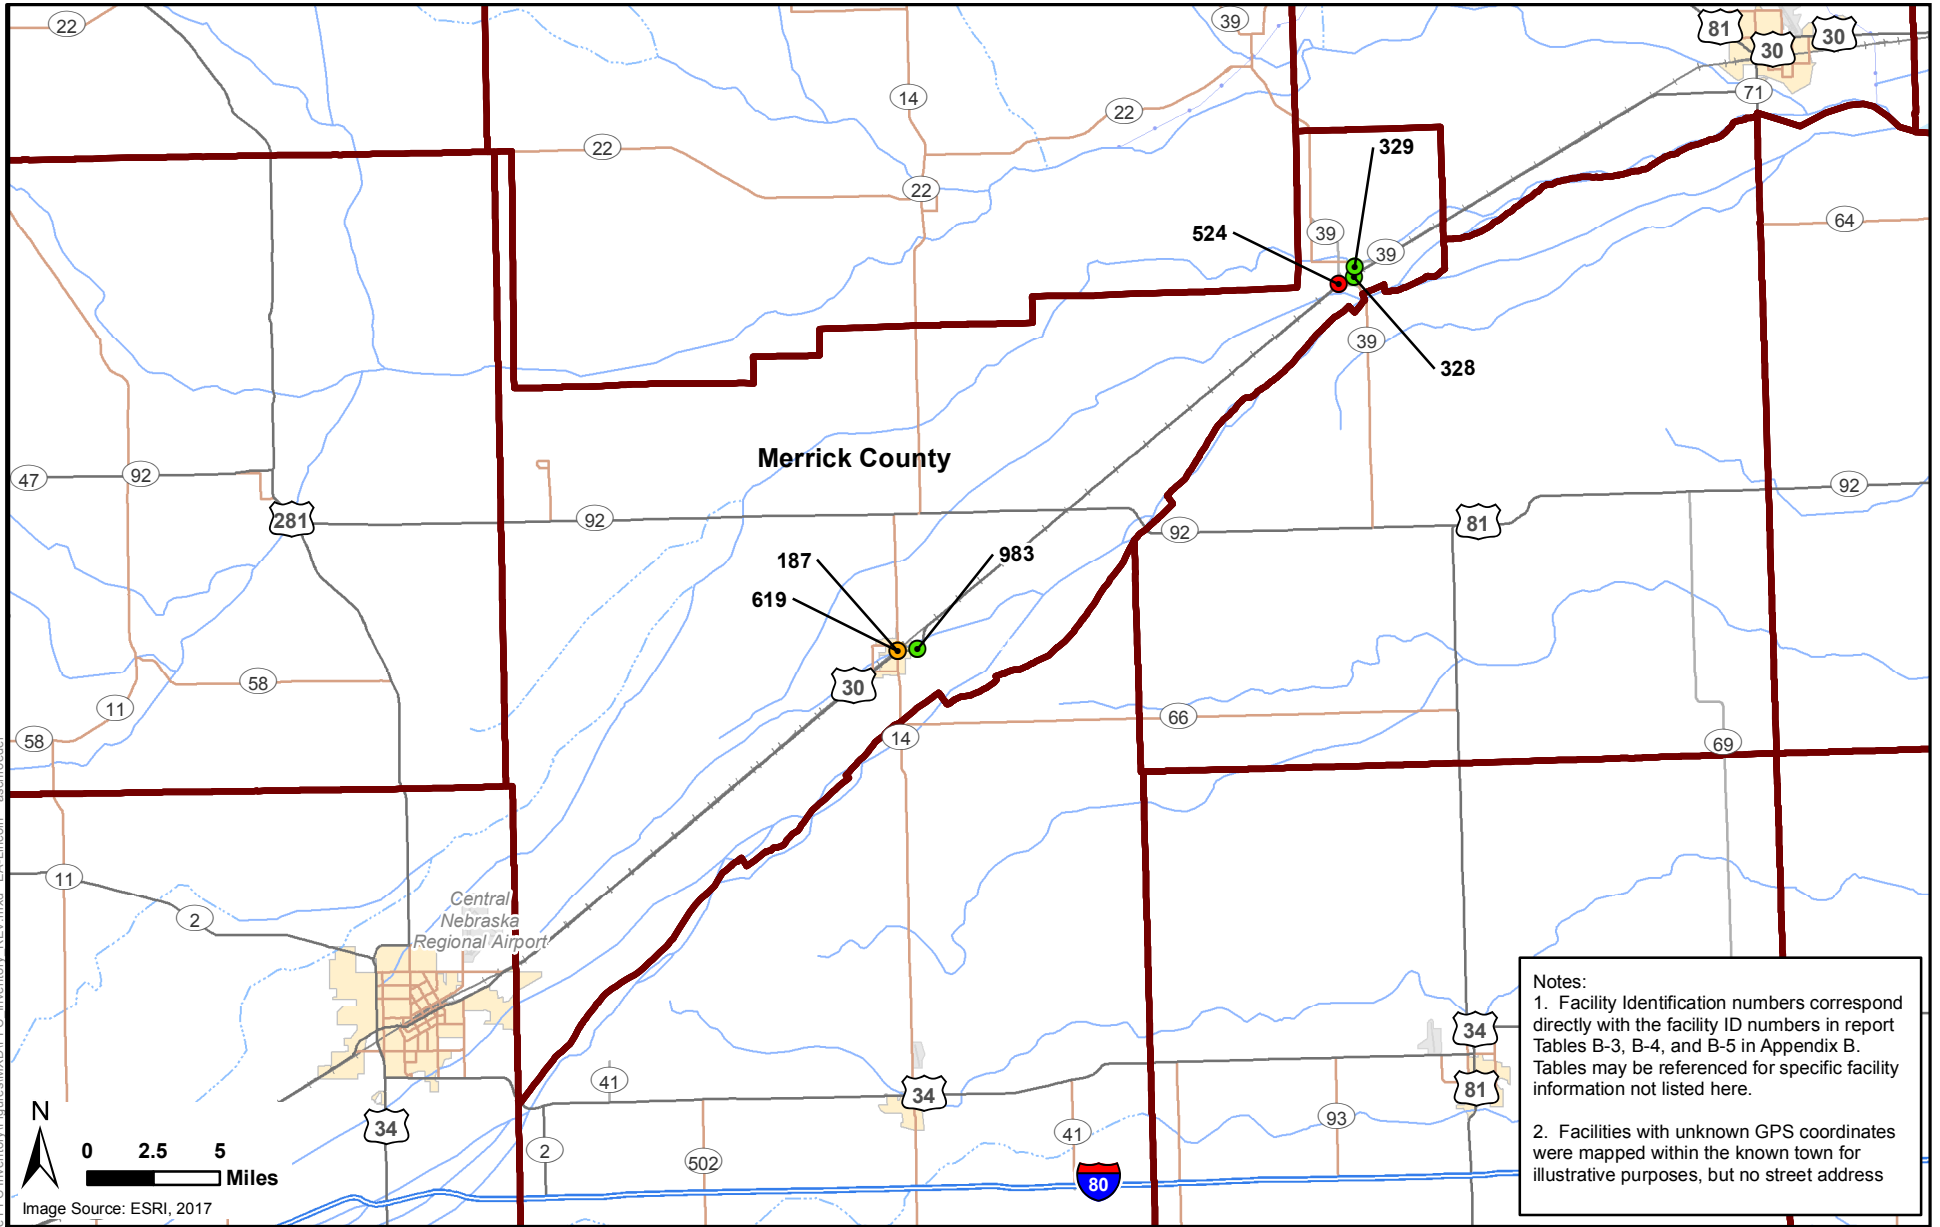 22
39
81
30
30
14
22
71
22
329
22
64
524
39
39
39
328
Merrick County
47
92
92
281
92
81
92
187
983
619
58
30
11
66
58
14
69
11
2
Central
Nebraska
Regional Airport
Notes:
1. Facility Identification numbers correspond
directly with the facility ID numbers in report
Tables B-3, B-4, and B-5 in Appendix B.
Tables may be referenced for specific facility
information not listed here.
2. Facilities with unknown GPS coordinates
were mapped within the known town for
illustrative purposes, but no street address
34
81
41
34
93
41
N
34
0 2.5 5
Miles
2
502
80
Image Source: ESRI, 2017